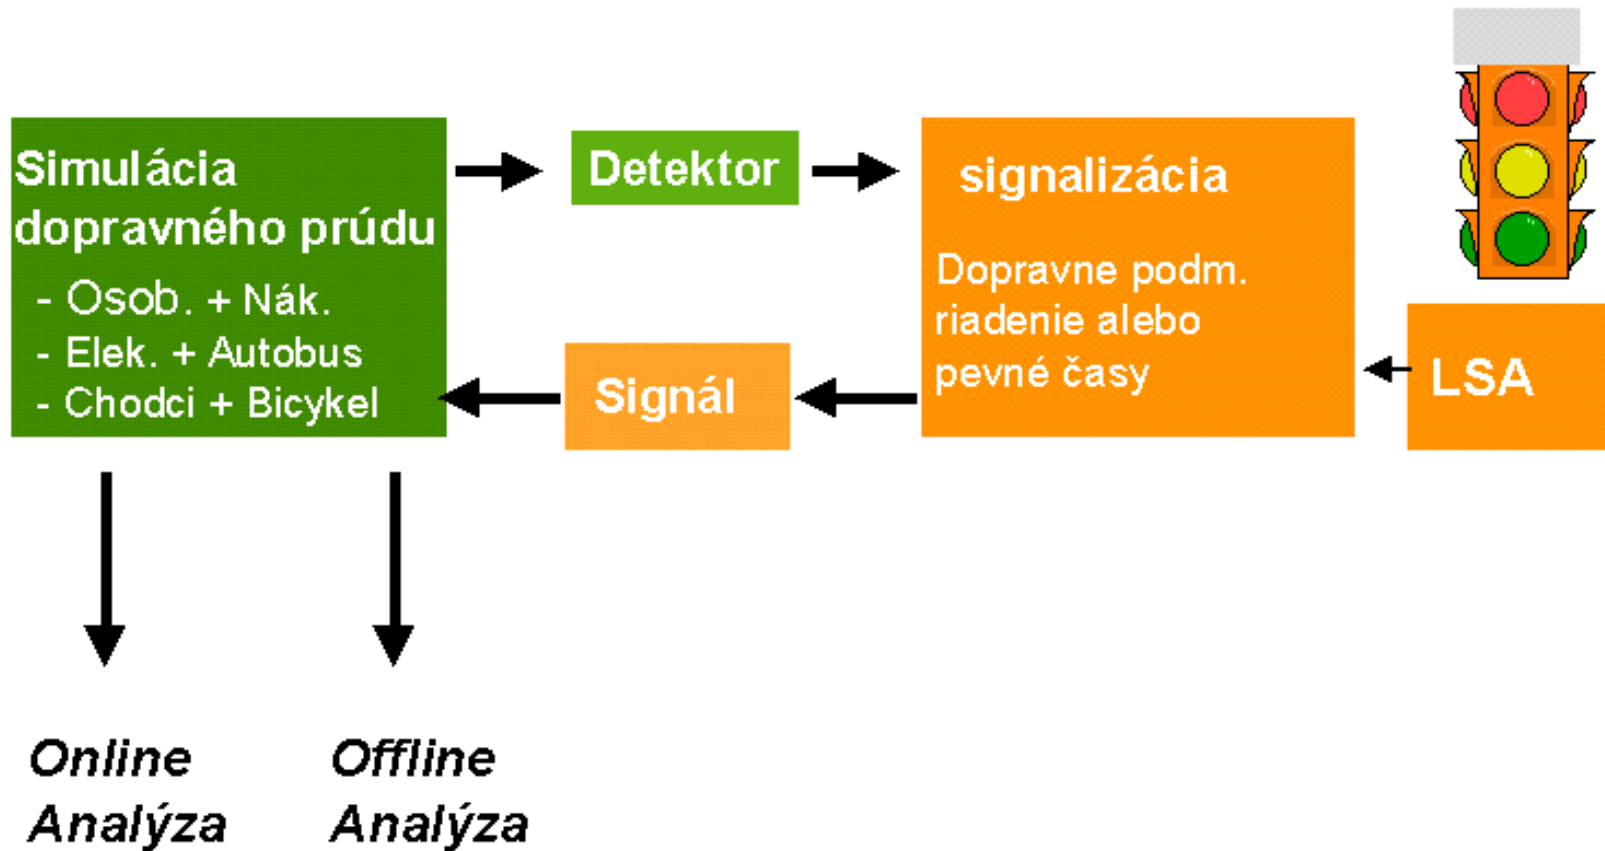 Simulácia
dopravného prúdu
- Osob. + Nák.
- Elek. + Autobus
- Chodci + Bicykel
Detektor
Signál
signalizácia
Dopravne podm.
riadenie alebo
pevné časy
LSA
Online
Analýza
Offline
Analýza